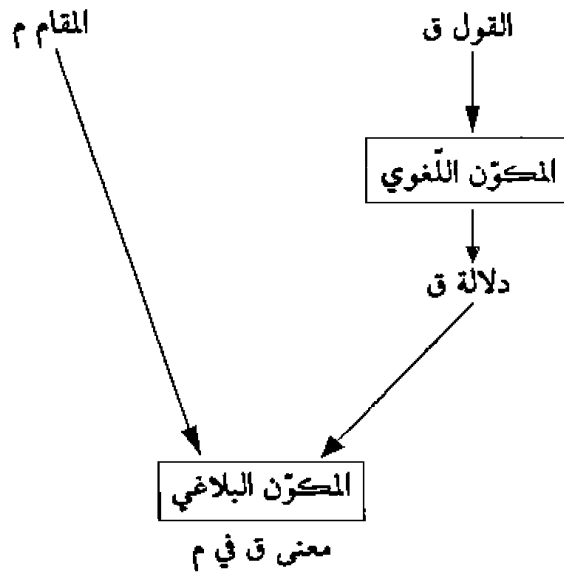 القول ق
المقام م
المكوّن اللّغوي
دلالة ق
المكوّن البلاغي
معنى ق في م